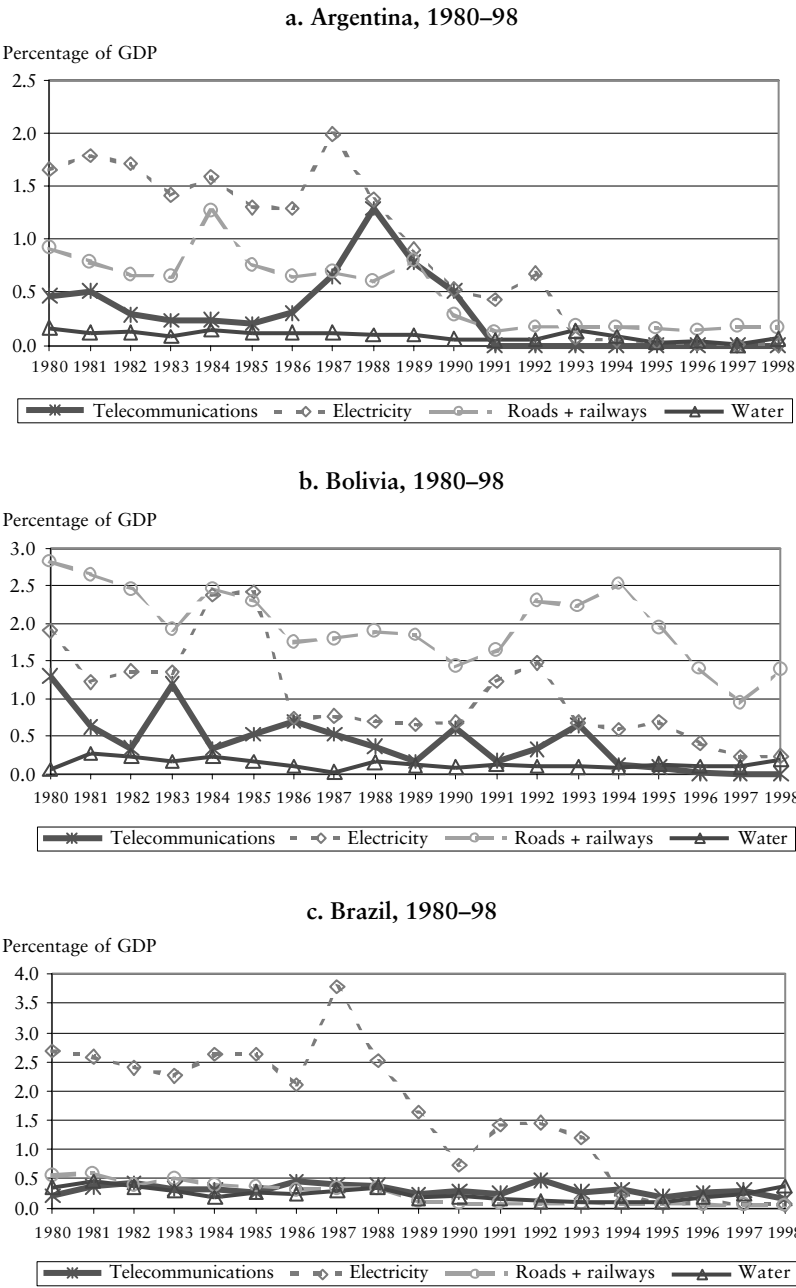 a. Argentina, 1980–98
Percentage of GDP
2.5
2.0
1.5
1.0
0.5
0.0
1980 1981 1982 1983 1984 1985 1986 1987 1988 1989 1990 1991 1992 1993 1994 1995 1996 1997 1998
Telecommunications Electricity Roads + railways Water
b. Bolivia, 1980–98
Percentage of GDP
3.0
2.5
2.0
1.5
1.0
0.5
0.0
1980 1981 1982 1983 1984 1985 1986 1987 1988 1989 1990 1991 1992 1993 1994 1995 1996 1997 1998
Telecommunications Electricity Roads + railways Water
c. Brazil, 1980–98
Percentage of GDP
4.0
3.5
3.0
2.5
2.0
1.5
1.0
0.5
0.0
1980 1981 1982 1983 1984 1985 1986 1987 1988 1989 1990 1991 1992 1993 1994 1995 1996 1997 1998
Telecommunications Electricity Roads + railways Water